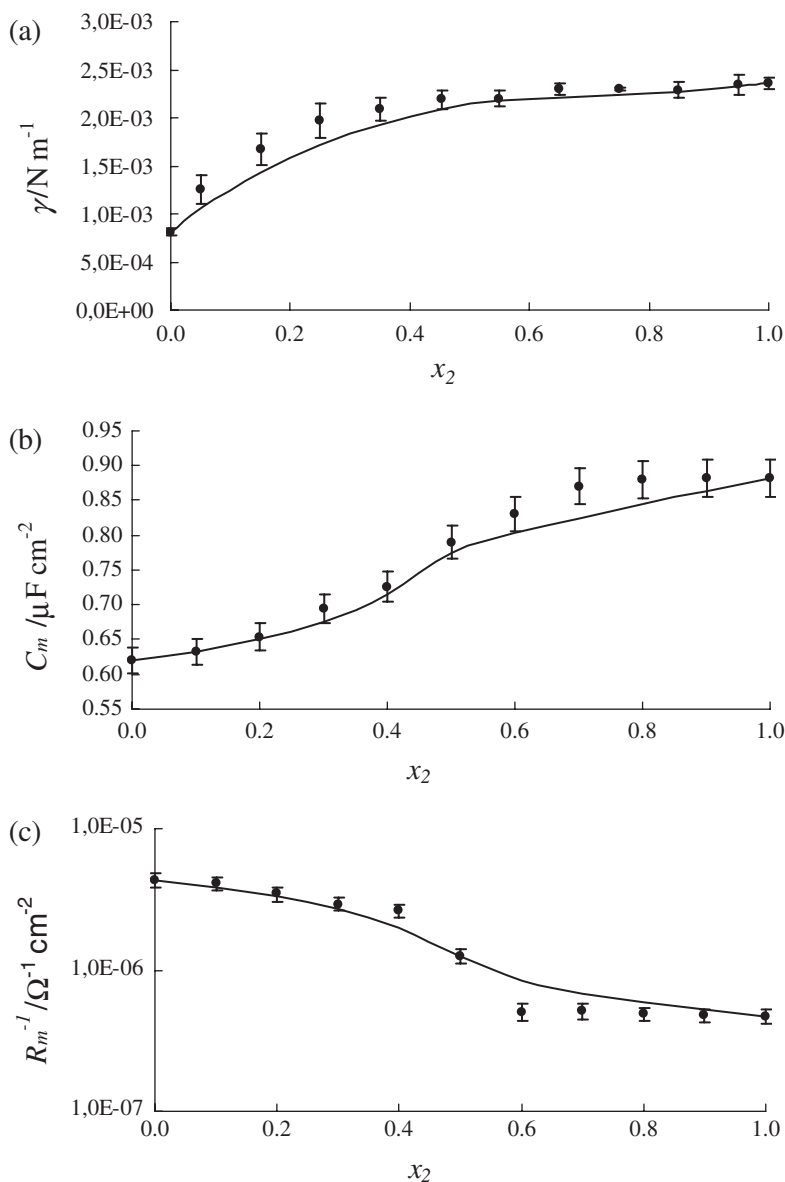 (a)
3,0E-03
2,5E-03
2,0E-03
1,5E-03
1,0E-03
5,0E-04
0,0E+00
γ/N m⁻¹
0.0 0.2 0.4 0.6 0.8 1.0
x₂
(b)
0.95
0.90
0.85
0.80
0.75
0.70
0.65
0.60
0.55
Cₘ /µF cm⁻²
0.0 0.2 0.4 0.6 0.8 1.0
x₂
(c)
1,0E-05
1,0E-06
1,0E-07
Rₘ⁻¹/Ω⁻¹ cm⁻²
0.0 0.2 0.4 0.6 0.8 1.0
x₂